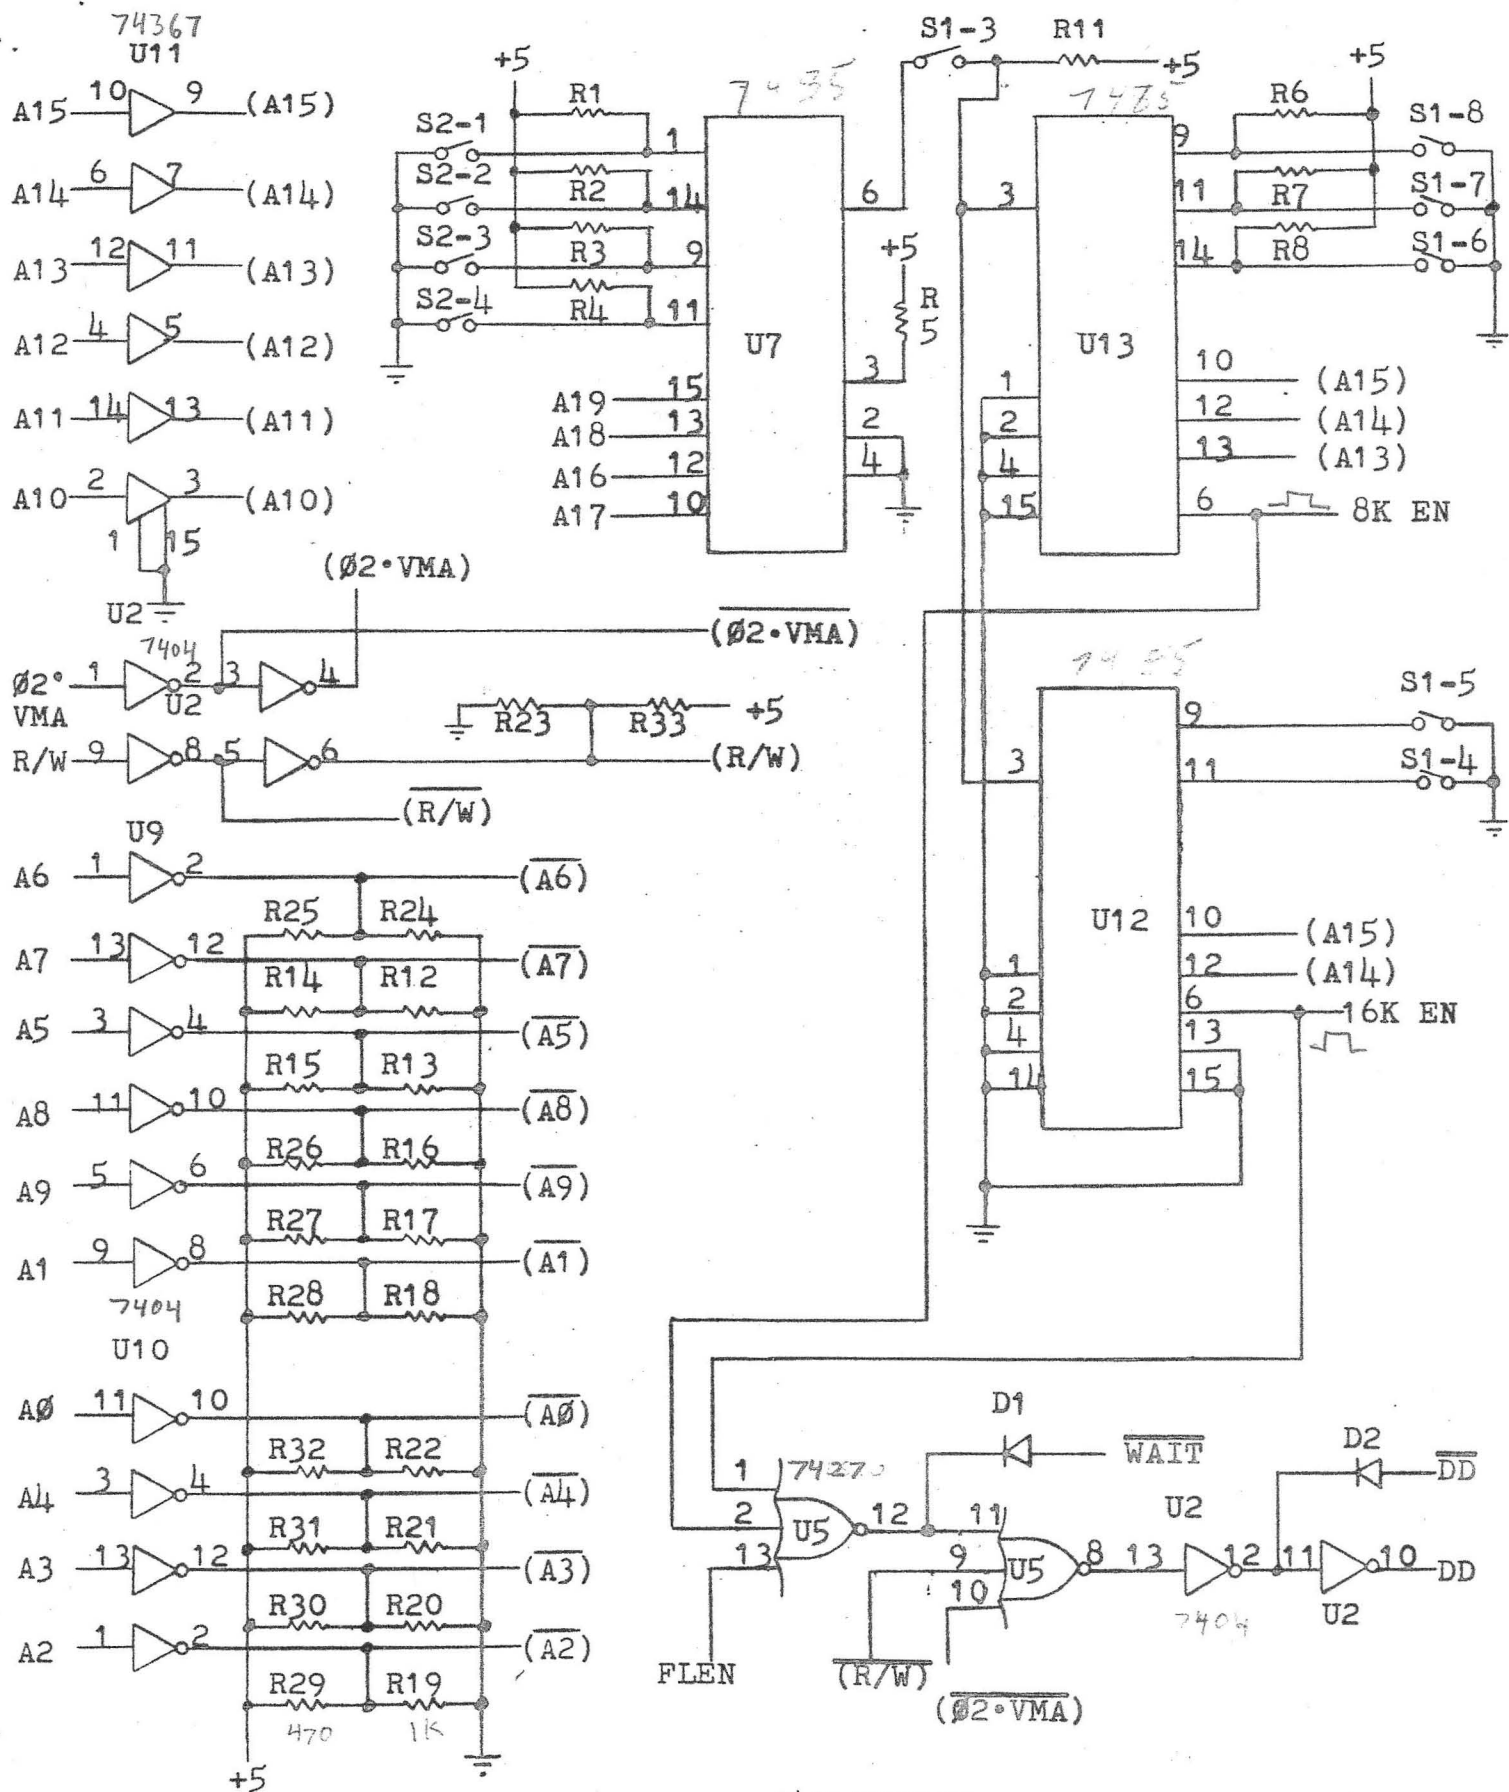 74367
U11
A15 10 9 (A15)
A14 6 7 (A14)
A13 12 11 (A13)
A12 4 5 (A12)
A11 14 13 (A11)
A10 2 3 (A10)
1 15
+5
S2-1 R1 1
S2-2 R2 14
S2-3 R3 9
S2-4 R4 11
U7
A19 15
A18 13
A16 12
A17 10
6
+5
R
5
3
2
4
S1-3 R11 +5
3
U13
1
2
4
15
+5
9 R6 S1-8
11 R7 S1-7
14 R8 S1-6
10 (A15)
12 (A14)
13 (A13)
6 8K EN
(Ø2·VMA)
U2
7404
(Ø2·VMA)
Ø2·
VMA
1 2 3 4
U2
R23 R33 +5
R/W 9 8 5 6 (R/W)
(R/W)
3
U12
9 S1-5
11 S1-4
10 (A15)
12 (A14)
6 16K EN
13
15
1
2
4
14
U9
A6 1 2 (A6)
R25 R24
A7 13 12 (A7)
R14 R12
A5 3 4 (A5)
R15 R13
A8 11 10 (A8)
R26 R16
A9 5 6 (A9)
R27 R17
A1 9 8 (A1)
R28 R18
7404
U10
AØ 11 10 (AØ)
R32 R22
A4 3 4 (A4)
R31 R21
A3 13 12 (A3)
R30 R20
A2 1 2 (A2)
R29 R19
470 1K
+5
D1
WAIT
D2
DD
1
2
13
U5
12
11
9
10
U5
8 13
U2
7404
12 11 10 DD
U2
FLEN
(R/W)
(Ø2·VMA)